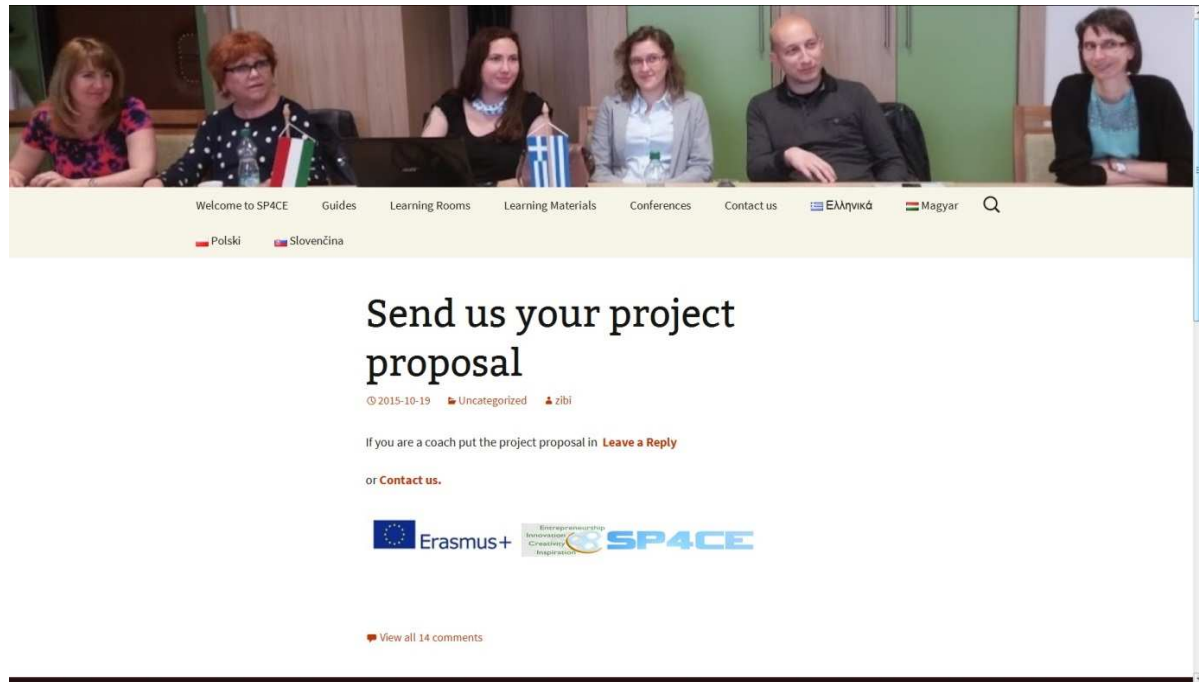 Welcome to SP4CE Guides Learning Rooms Learning Materials Conferences Contact us Ελληνικά Magyar
Polski Slovenčina
Send us your project
proposal
2015-10-19 Uncategorized zibi
If you are a coach put the project proposal in Leave a Reply
or Contact us.
Erasmus+
Entrepreneurship
Innovation
Creativity
Inspiration
SP4CE
View all 14 comments